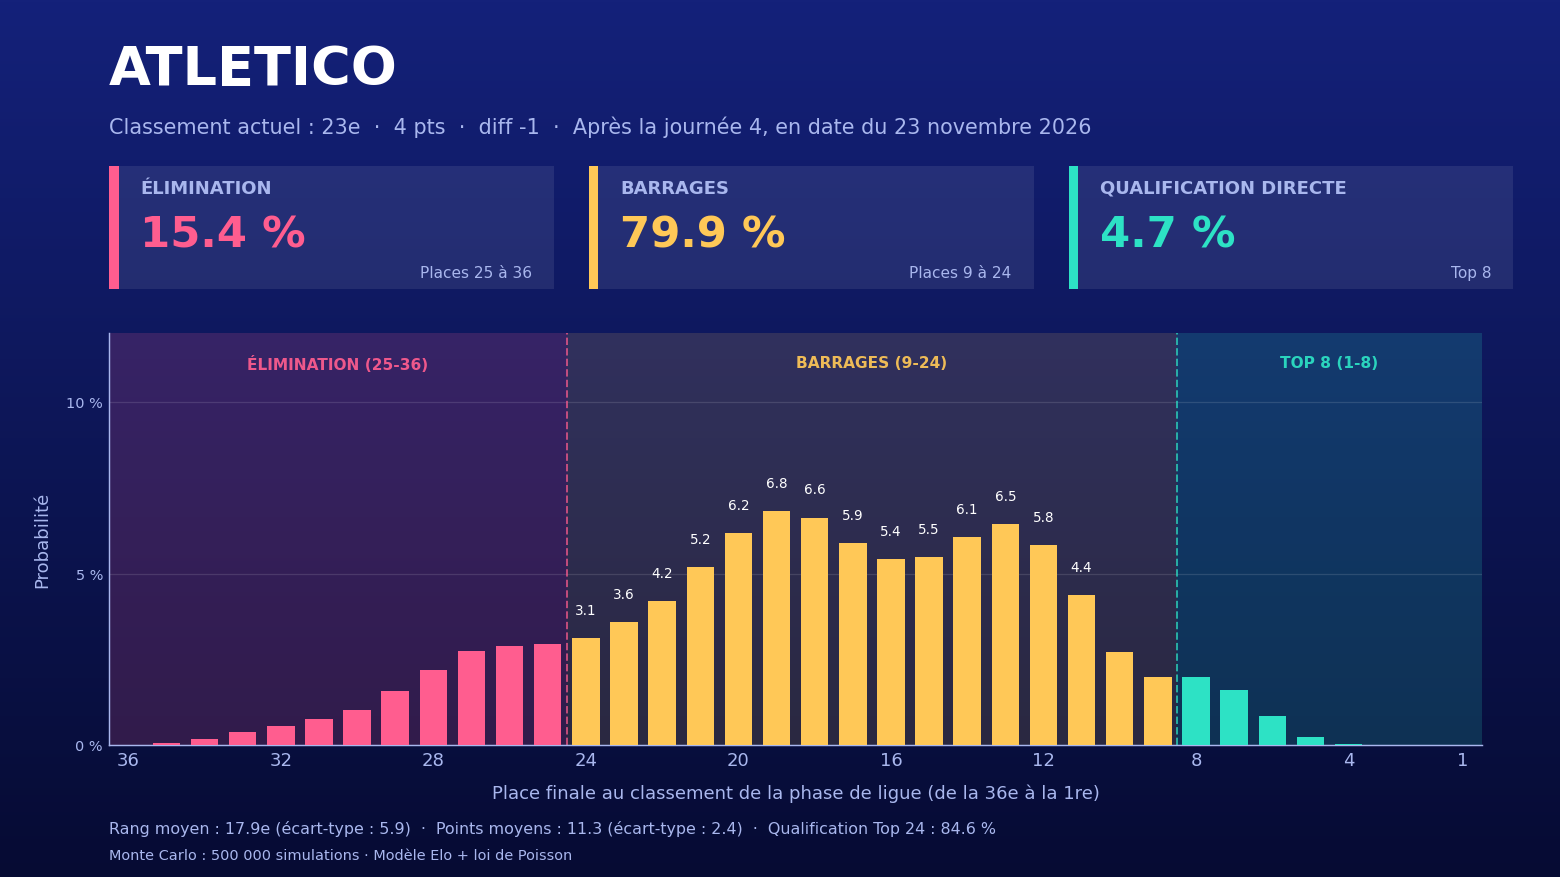 ATLETICO
Classement actuel : 23e · 4 pts · diff -1 · Après la journée 4, en date du 23 novembre 2026
ÉLIMINATION
15.4 %
Places 25 à 36
BARRAGES
79.9 %
Places 9 à 24
QUALIFICATION DIRECTE
4.7 %
Top 8
ÉLIMINATION (25-36)
BARRAGES (9-24)
TOP 8 (1-8)
Probabilité
10 %
5 %
0 %
3.1
3.6
4.2
5.2
6.2
6.8
6.6
5.9
5.4
5.5
6.1
6.5
5.8
4.4
36 32 28 24 20 16 12 8 4 1
Place finale au classement de la phase de ligue (de la 36e à la 1re)
Rang moyen : 17.9e (écart-type : 5.9) · Points moyens : 11.3 (écart-type : 2.4) · Qualification Top 24 : 84.6 %
Monte Carlo : 500 000 simulations · Modèle Elo + loi de Poisson